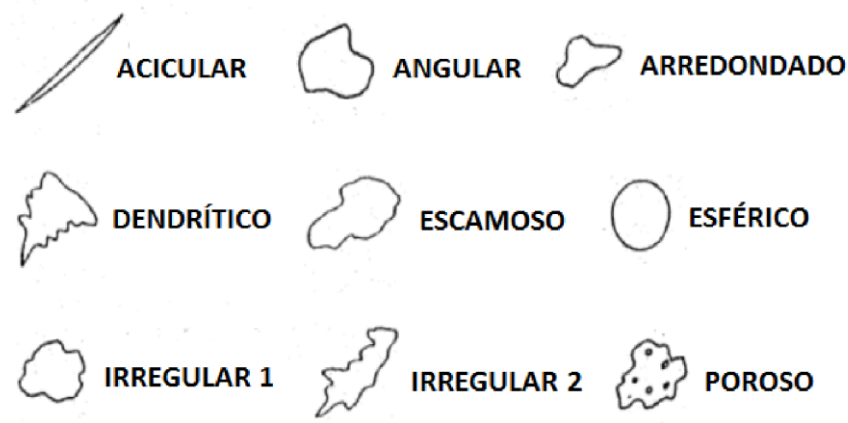 ACICULAR
ANGULAR
ARREDONDADO
DENDRÍTICO
ESCAMOSO
ESFÉRICO
IRREGULAR 1
IRREGULAR 2
POROSO